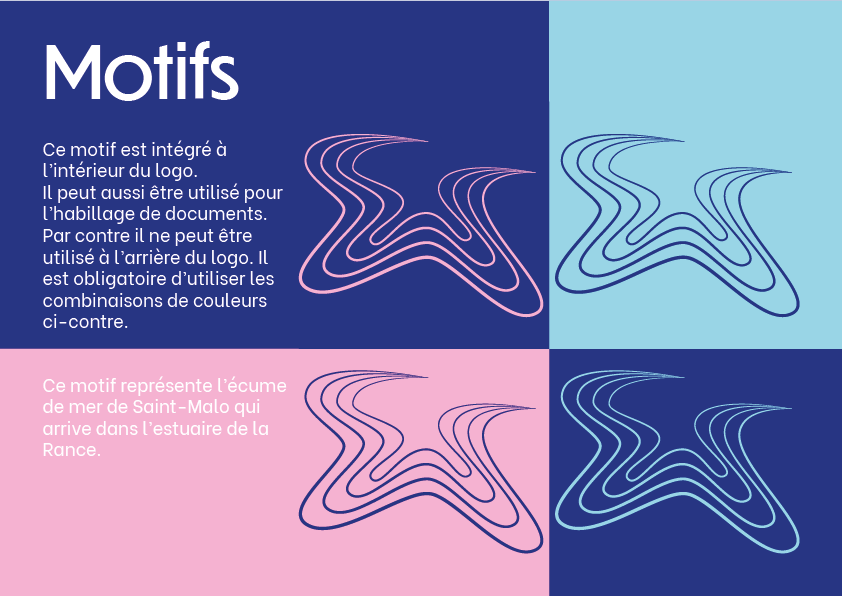 Motifs
Ce motif est intégré à
l’intérieur du logo.
Il peut aussi être utilisé pour
l’habillage de documents.
Par contre il ne peut être
utilisé à l’arrière du logo. Il
est obligatoire d’utiliser les
combinaisons de couleurs
ci-contre.
Ce motif représente l’écume
de mer de Saint-Malo qui
arrive dans l’estuaire de la
Rance.